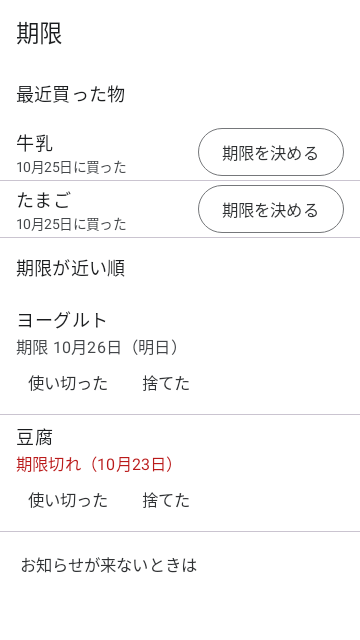 期限
最近買った物
牛乳
10月25日に買った
期限を決める
たまご
10月25日に買った
期限を決める
期限が近い順
ヨーグルト
期限 10月26日（明日）
使い切った 捨てた
豆腐
期限切れ（10月23日）
使い切った 捨てた
お知らせが来ないときは